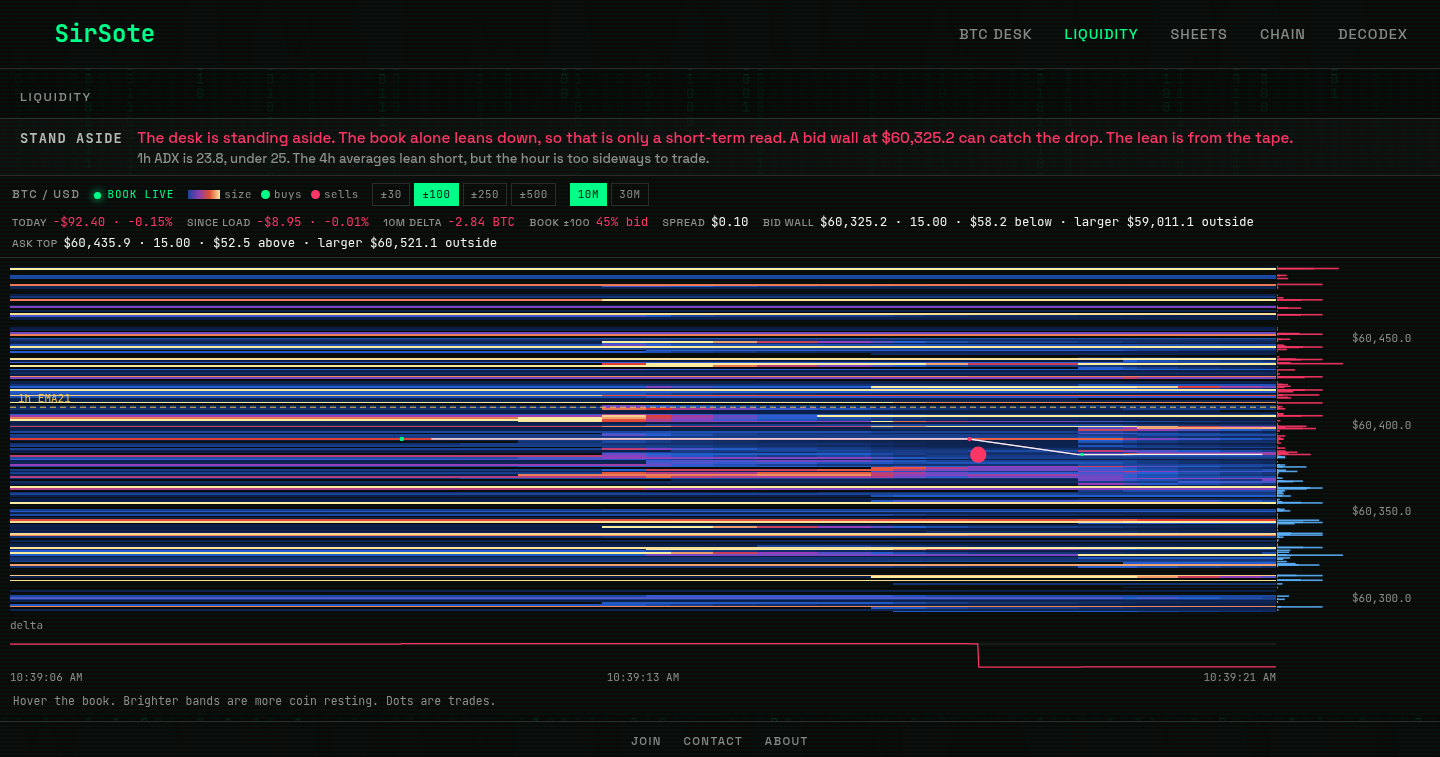 SirSote
BTC DESK LIQUIDITY SHEETS CHAIN DECODEX
LIQUIDITY
STAND ASIDE The desk is standing aside. The book alone leans down, so that is only a short-term read. A bid wall at $60,325.2 can catch the drop. The lean is from the tape.
1h ADX is 23.8, under 25. The 4h averages lean short, but the hour is too sideways to trade.
BTC / USD BOOK LIVE size buys sells ±30 ±100 ±250 ±500 10M 30M
TODAY -$92.40 · -0.15% SINCE LOAD -$8.95 · -0.01% 10M DELTA -2.84 BTC BOOK ±100 45% bid SPREAD $0.10 BID WALL $60,325.2 · 15.00 · $58.2 below · larger $59,011.1 outside
ASK TOP $60,435.9 · 15.00 · $52.5 above · larger $60,521.1 outside
$60,450.0
1h EMA21
$60,400.0
$60,350.0
$60,300.0
delta
10:39:06 AM 10:39:13 AM 10:39:21 AM
Hover the book. Brighter bands are more coin resting. Dots are trades.
JOIN CONTACT ABOUT